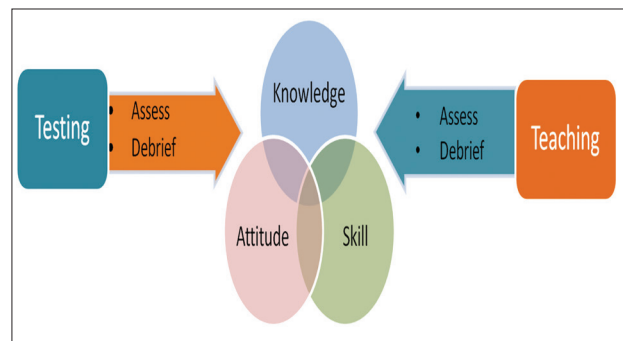 Testing
• Assess
• Debrief
Knowledge
Attitude
Skill
• Assess
• Debrief
Teaching